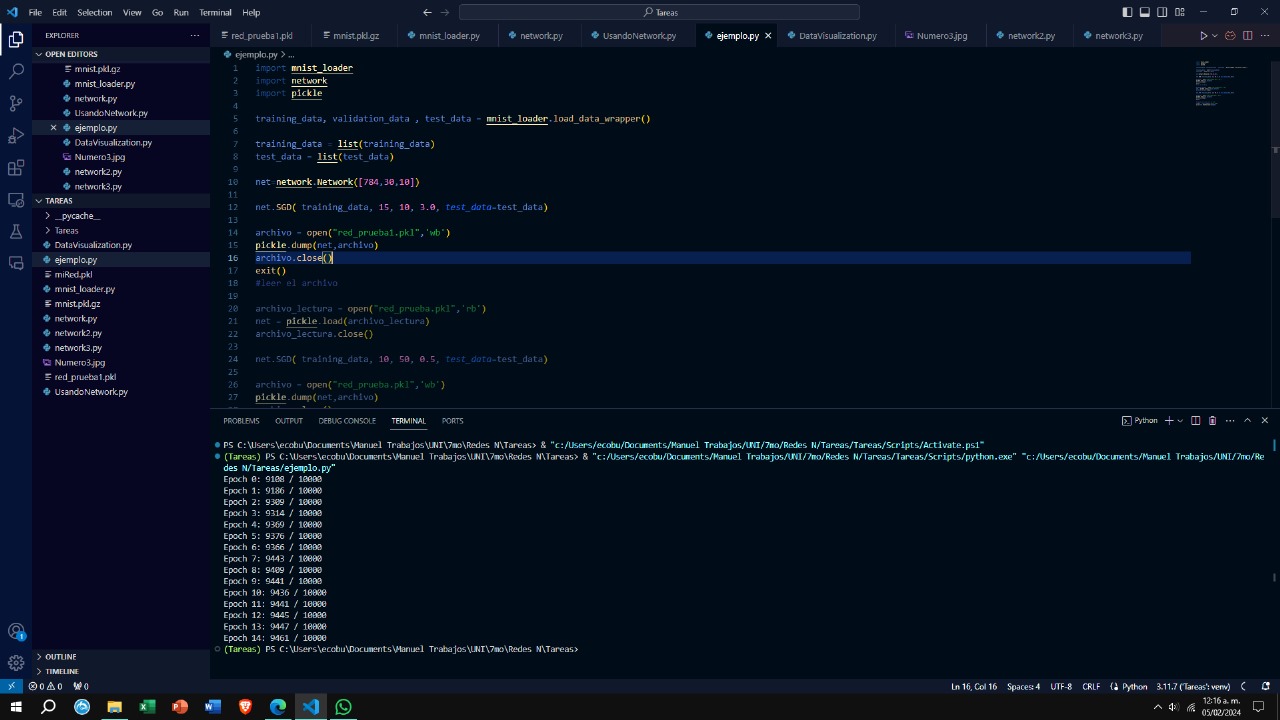 File Edit Selection View Go Run Terminal Help
Tareas
EXPLORER
OPEN EDITORS
mnist.pkl.gz
mnist_loader.py
network.py
UsandoNetwork.py
ejemplo.py
DataVisualization.py
Numero3.jpg
network2.py
network3.py
TAREAS
__pycache__
Tareas
DataVisualization.py
ejemplo.py
miRed.pkl
mnist_loader.py
mnist.pkl.gz
network.py
network2.py
network3.py
Numero3.jpg
red_prueba1.pkl
UsandoNetwork.py
OUTLINE
TIMELINE
red_prueba1.pkl mnist.pkl.gz mnist_loader.py network.py UsandoNetwork.py ejemplo.py DataVisualization.py Numero3.jpg network2.py network3.py
ejemplo.py > ...
1 import mnist_loader
2 import network
3 import pickle
4
5 training_data, validation_data , test_data = mnist_loader.load_data_wrapper()
6
7 training_data = list(training_data)
8 test_data = list(test_data)
9
10 net=network.Network([784,30,10])
11
12 net.SGD( training_data, 15, 10, 3.0, test_data=test_data)
13
14 archivo = open("red_prueba1.pkl",'wb')
15 pickle.dump(net,archivo)
16 archivo.close()
17 exit()
18 #leer el archivo
19
20 archivo_lectura = open("red_prueba.pkl",'rb')
21 net = pickle.load(archivo_lectura)
22 archivo_lectura.close()
23
24 net.SGD( training_data, 10, 50, 0.5, test_data=test_data)
25
26 archivo = open("red_prueba.pkl",'wb')
27 pickle.dump(net,archivo)
PROBLEMS OUTPUT DEBUG CONSOLE TERMINAL PORTS
Python
PS C:\Users\ecobu\Documents\Manuel Trabajos\UNI\7mo\Redes N\Tareas> & "c:/Users/ecobu/Documents/Manuel Trabajos/UNI/7mo/Redes N/Tareas/Tareas/Scripts/Activate.ps1"
(Tareas) PS C:\Users\ecobu\Documents\Manuel Trabajos\UNI\7mo\Redes N\Tareas> & "c:/Users/ecobu/Documents/Manuel Trabajos/UNI/7mo/Redes N/Tareas/Tareas/Scripts/python.exe" "c:/Users/ecobu/Documents/Manuel Trabajos/UNI/7mo/Re
des N/Tareas/ejemplo.py"
Epoch 0: 9108 / 10000
Epoch 1: 9186 / 10000
Epoch 2: 9309 / 10000
Epoch 3: 9314 / 10000
Epoch 4: 9369 / 10000
Epoch 5: 9376 / 10000
Epoch 6: 9366 / 10000
Epoch 7: 9443 / 10000
Epoch 8: 9409 / 10000
Epoch 9: 9441 / 10000
Epoch 10: 9436 / 10000
Epoch 11: 9441 / 10000
Epoch 12: 9445 / 10000
Epoch 13: 9447 / 10000
Epoch 14: 9461 / 10000
(Tareas) PS C:\Users\ecobu\Documents\Manuel Trabajos\UNI\7mo\Redes N\Tareas>
0 0 0
Ln 16, Col 16 Spaces: 4 UTF-8 CRLF Python 3.11.7 ('Tareas': venv)
12:16 a. m.
05/02/2024